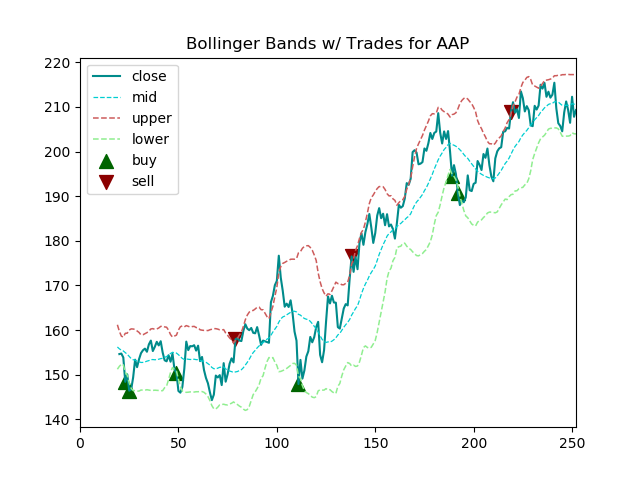 Bollinger Bands w/ Trades for AAP
220
210
200
190
180
170
160
150
140
0 50 100 150 200 250
close
mid
upper
lower
buy
sell